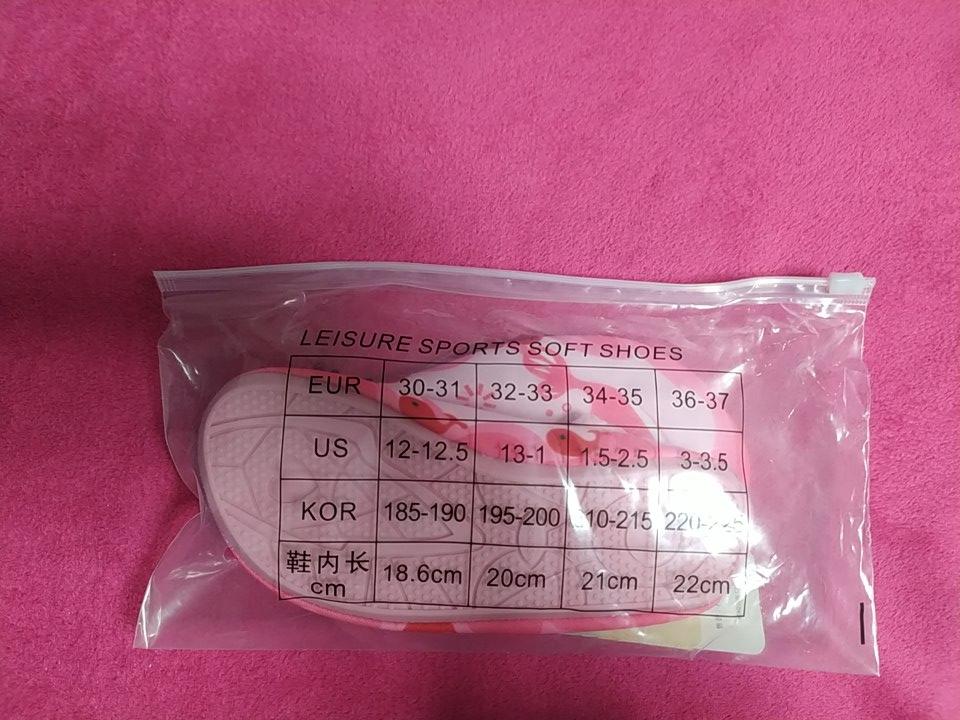 LEISURE SPORTS SOFT SHOES
EUR 30-31 32-33 34-35 36-37
US 12-12.5 13-1 1.5-2.5 3-3.5
KOR 185-190 195-200
鞋内长 cm 18.6cm 20cm 21cm 22cm